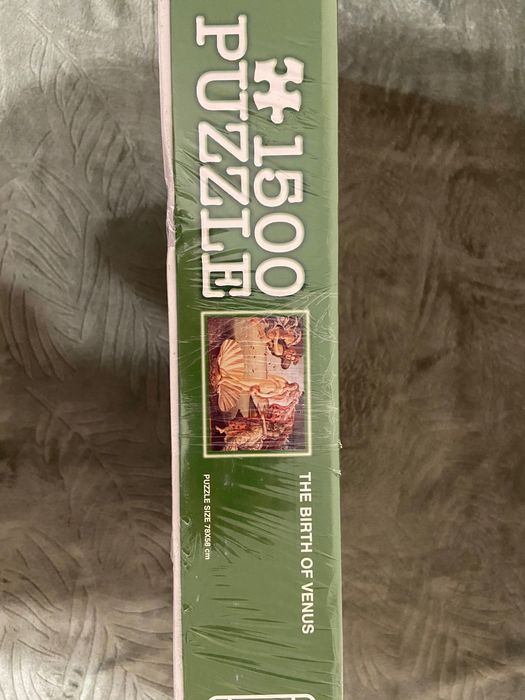 1500
PUZZLE
THE BIRTH OF VENUS
PUZZLE SIZE 78X58 cm